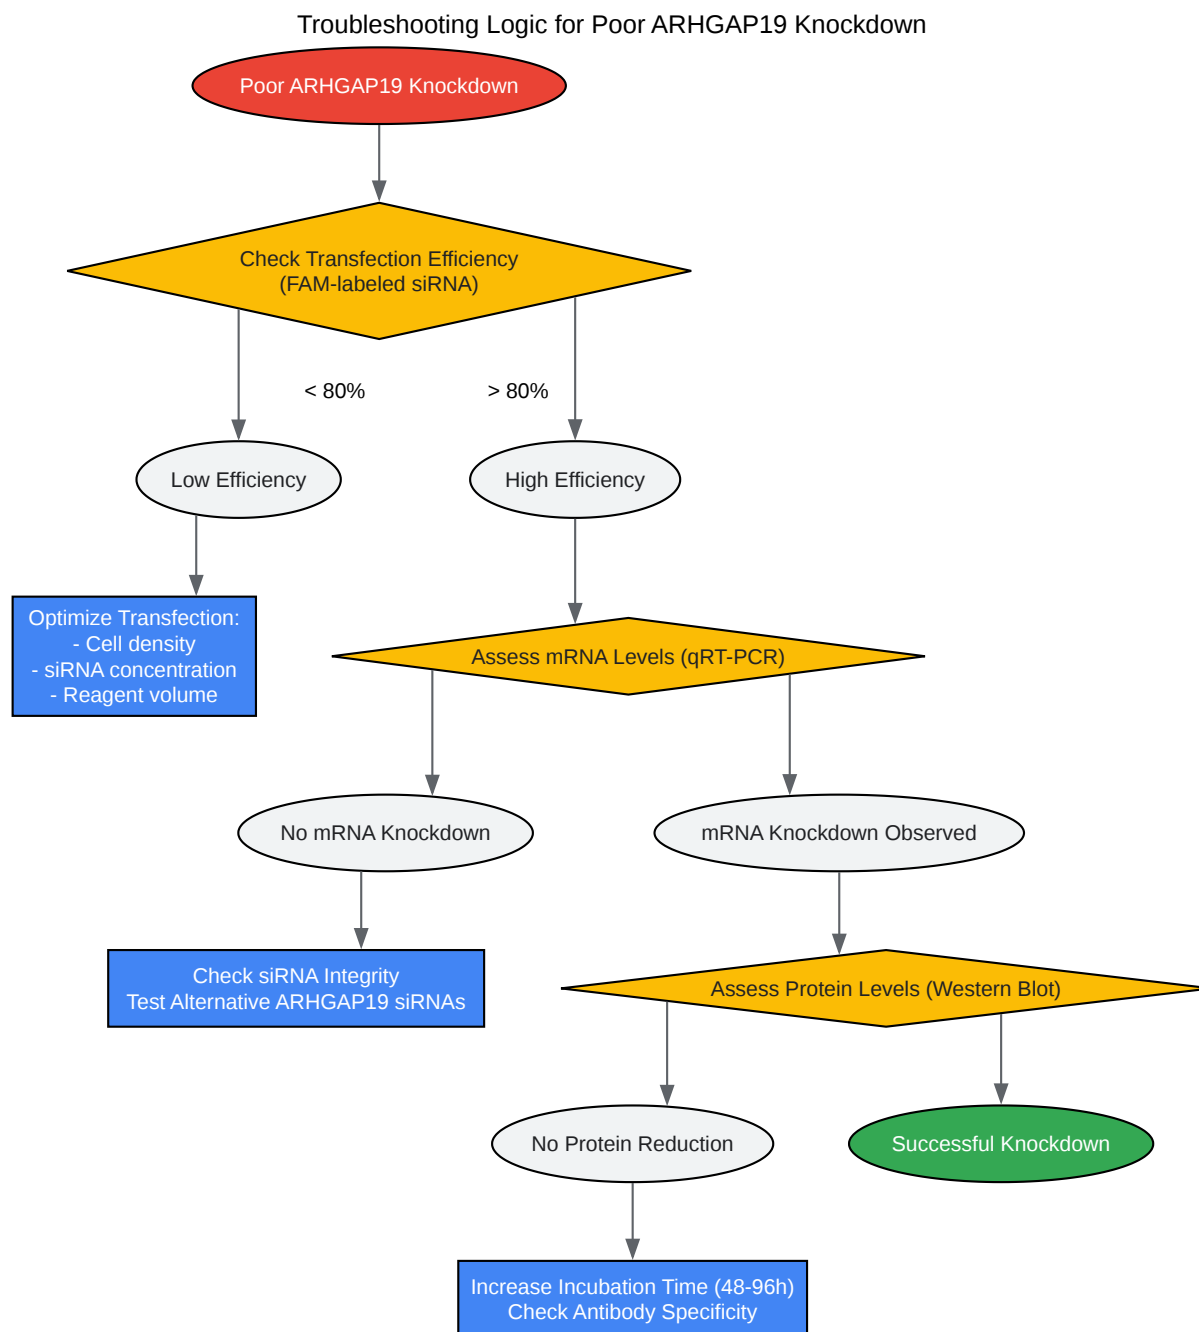 Troubleshooting Logic for Poor ARHGAP19 Knockdown
Poor ARHGAP19 Knockdown
Check Transfection Efficiency
(FAM-labeled siRNA)
< 80%
> 80%
Low Efficiency
High Efficiency
Optimize Transfection:
- Cell density
- siRNA concentration
- Reagent volume
Assess mRNA Levels (qRT-PCR)
No mRNA Knockdown
mRNA Knockdown Observed
Check siRNA Integrity
Test Alternative ARHGAP19 siRNAs
Assess Protein Levels (Western Blot)
No Protein Reduction
Successful Knockdown
Increase Incubation Time (48-96h)
Check Antibody Specificity